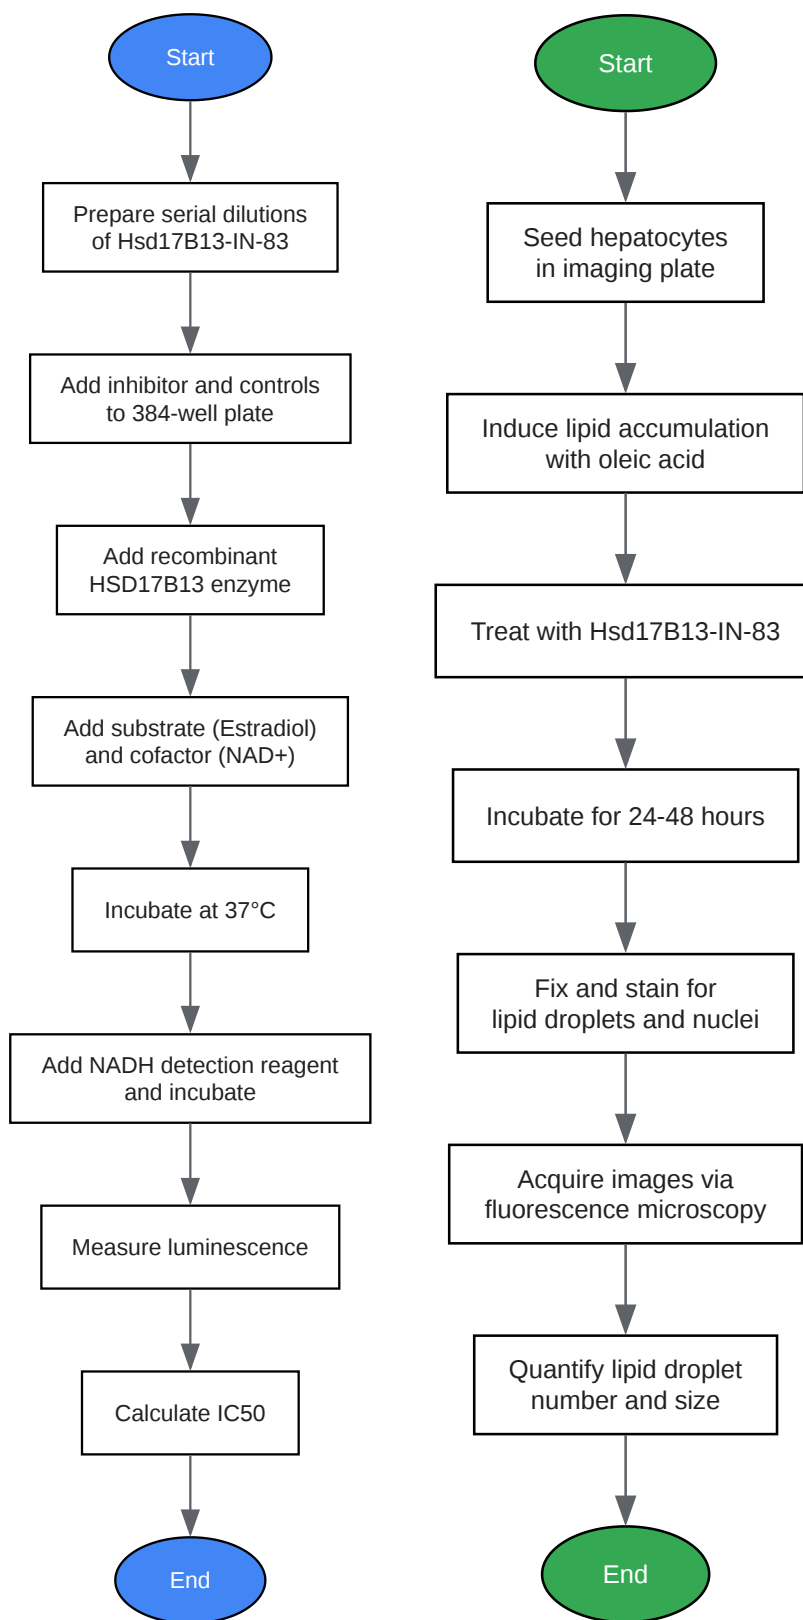 Start
Prepare serial dilutions
of Hsd17B13-IN-83
Add inhibitor and controls
to 384-well plate
Add recombinant
HSD17B13 enzyme
Add substrate (Estradiol)
and cofactor (NAD+)
Incubate at 37°C
Add NADH detection reagent
and incubate
Measure luminescence
Calculate IC50
End
Start
Seed hepatocytes
in imaging plate
Induce lipid accumulation
with oleic acid
Treat with Hsd17B13-IN-83
Incubate for 24-48 hours
Fix and stain for
lipid droplets and nuclei
Acquire images via
fluorescence microscopy
Quantify lipid droplet
number and size
End